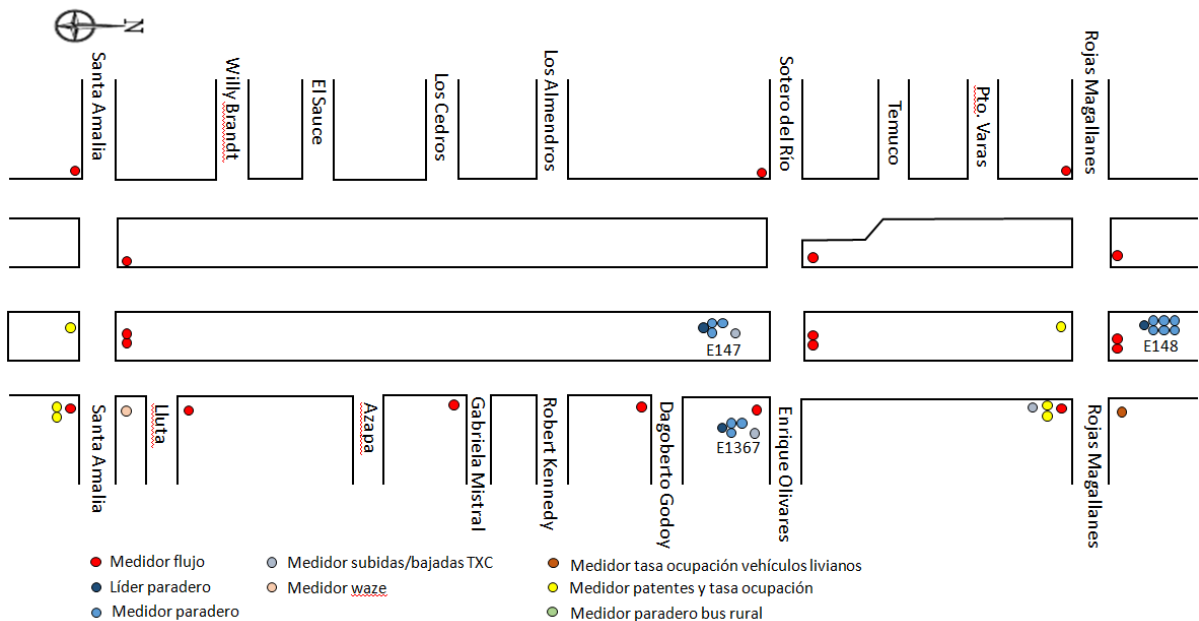 N
Santa Amalia
Willy Brandt
El Sauce
Los Cedros
Los Almendros
Sotero del Río
Temuco
Pto. Varas
Rojas Magallanes
E147
E148
Santa Amalia
Lluta
Azapa
Gabriela Mistral
Robert Kennedy
Dagoberto Godoy
E1367
Enrique Olivares
Rojas Magallanes
Medidor flujo
Líder paradero
Medidor paradero
Medidor subidas/bajadas TXC
Medidor waze
Medidor tasa ocupación vehículos livianos
Medidor patentes y tasa ocupación
Medidor paradero bus rural